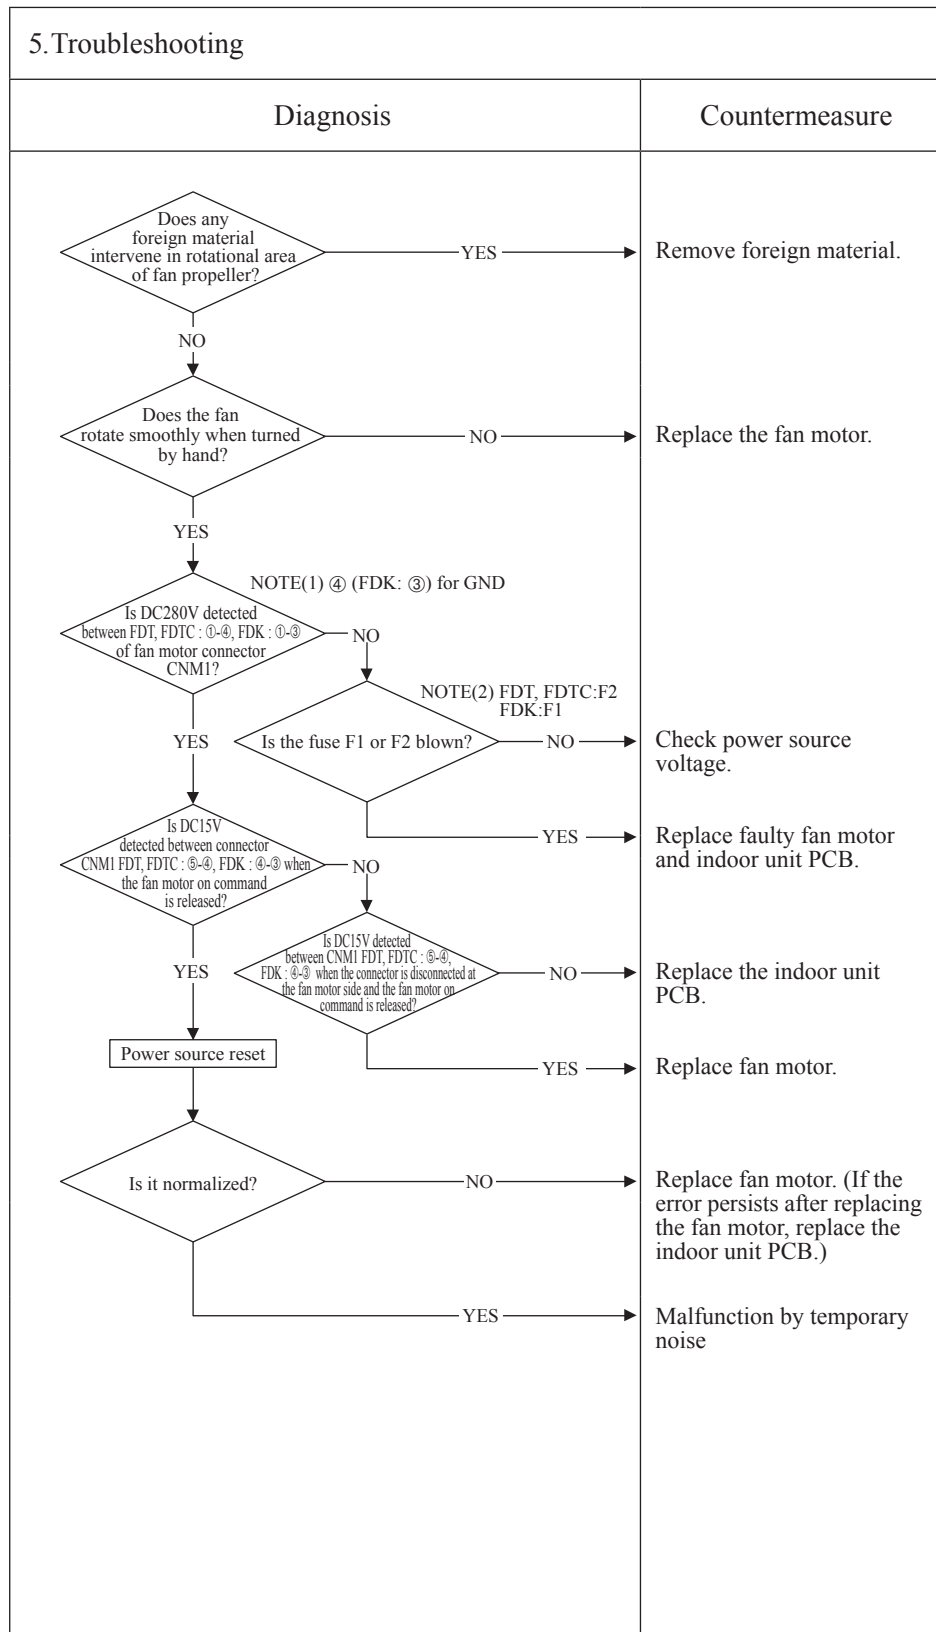 5.Troubleshooting
Diagnosis
Countermeasure
Does any
foreign material
intervene in rotational area
of fan propeller?
YES
Remove foreign material.
NO
Does the fan
rotate smoothly when turned
by hand?
NO
Replace the fan motor.
YES
NOTE(1) ④ (FDK: ③) for GND
Is DC280V detected
between FDT, FDTC : ①-④, FDK : ①-③
of fan motor connector
CNM1?
NO
NOTE(2) FDT, FDTC:F2
FDK:F1
YES
Is the fuse F1 or F2 blown?
NO
Check power source
voltage.
YES
Replace faulty fan motor
and indoor unit PCB.
Is DC15V
detected between connector
CNM1 FDT, FDTC : ⑤-④, FDK : ④-③ when
the fan motor on command
is released?
NO
YES
Is DC15V detected
between CNM1 FDT, FDTC : ⑤-④,
FDK : ④-③ when the connector is disconnected at
the fan motor side and the fan motor on
command is released?
NO
Replace the indoor unit
PCB.
YES
Replace fan motor.
Power source reset
Is it normalized?
NO
Replace fan motor. (If the
error persists after replacing
the fan motor, replace the
indoor unit PCB.)
YES
Malfunction by temporary
noise